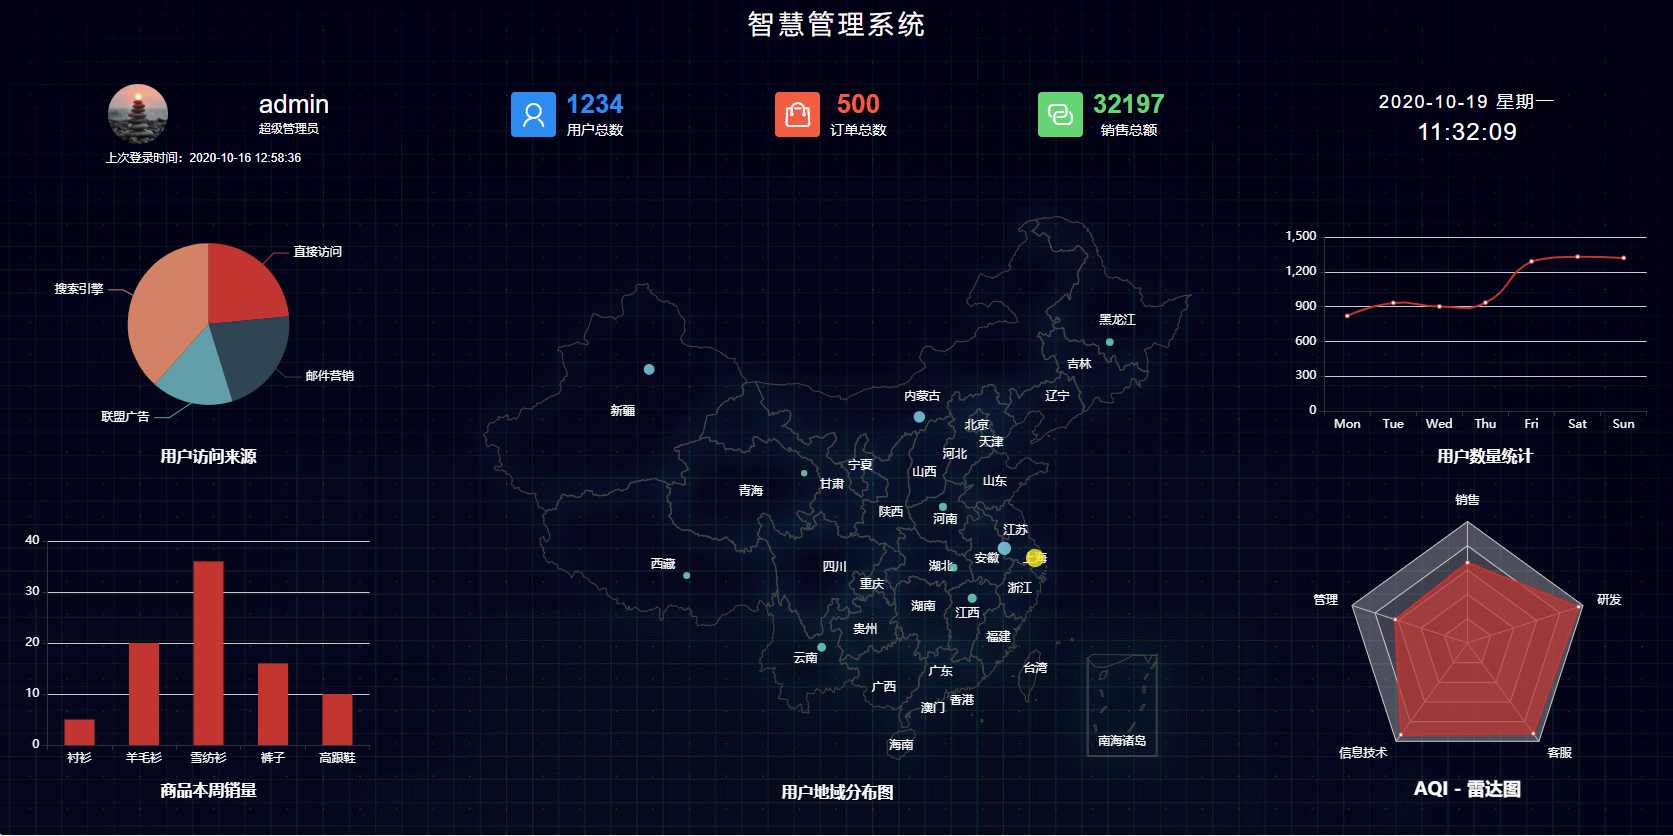 智慧管理系统
admin
超级管理员
上次登录时间：2020-10-16 12:58:36
1234
用户总数
500
订单总数
32197
销售总额
2020-10-19 星期一
11:32:09
直接访问
搜索引擎
邮件营销
联盟广告
用户访问来源
40
30
20
10
0
衬衫 羊毛衫 雪纺衫 裤子 高跟鞋
商品本周销量
黑龙江
吉林
辽宁
内蒙古
新疆
北京
天津
河北
宁夏
山西
甘肃
青海
山东
陕西
河南
江苏
安徽
上海
西藏
四川
湖北
重庆
浙江
湖南
江西
贵州
福建
云南
台湾
广东
广西
香港
澳门
海南
南海诸岛
用户地域分布图
1,500
1,200
900
600
300
0
Mon Tue Wed Thu Fri Sat Sun
用户数量统计
销售
管理
研发
信息技术
客服
AQI - 雷达图